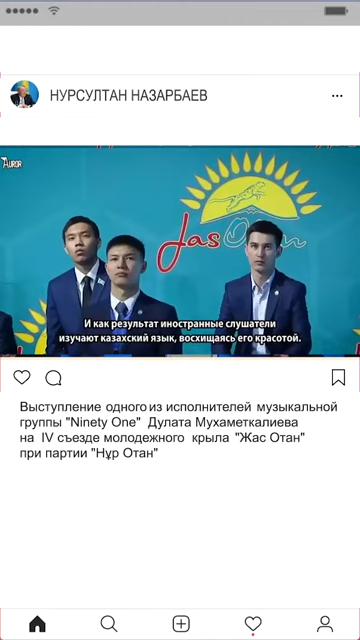 НУРСУЛТАН НАЗАРБАЕВ
AUROR
Jas Otan
И как результат иностранные слушатели
изучают казахский язык, восхищаясь его красотой.
Выступление одного из исполнителей музыкальной
группы "Ninety One" Дулата Мухаметкалиева
на IV съезде молодежного крыла "Жас Отан"
при партии "Нұр Отан"